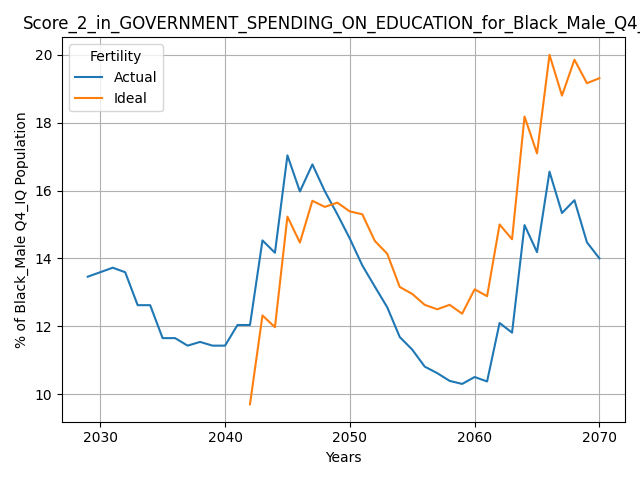 Score_2_in_GOVERNMENT_SPENDING_ON_EDUCATION_for_Black_Male_Q4_
Fertility
Actual
Ideal
% of Black_Male Q4_IQ Population
20
18
16
14
12
10
2030 2040 2050 2060 2070
Years